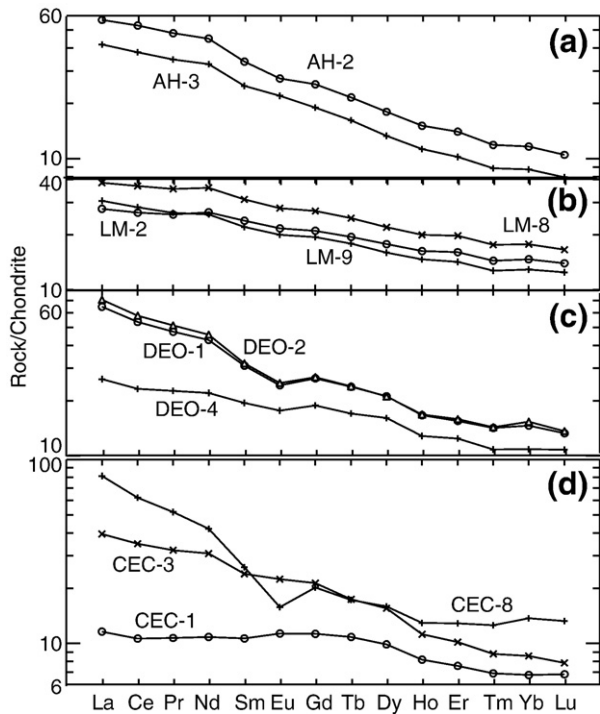 Rock/Chondrite
60
(a)
AH-2
AH-3
10
40
(b)
LM-2
LM-8
LM-9
10
60
(c)
DEO-1
DEO-2
DEO-4
10
100
(d)
CEC-3
CEC-8
CEC-1
10
6
La Ce Pr Nd Sm Eu Gd Tb Dy Ho Er Tm Yb Lu